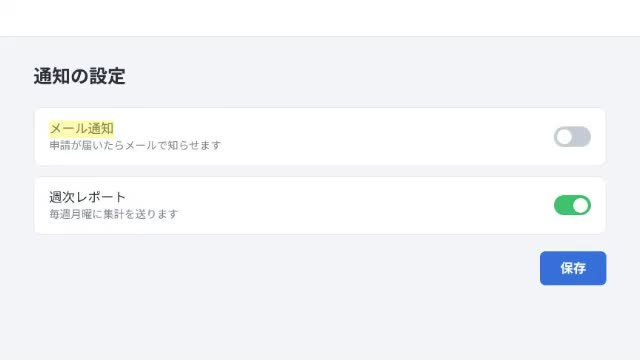 通知の設定
メール通知
申請が届いたらメールで知らせます
週次レポート
毎週月曜に集計を送ります
保存